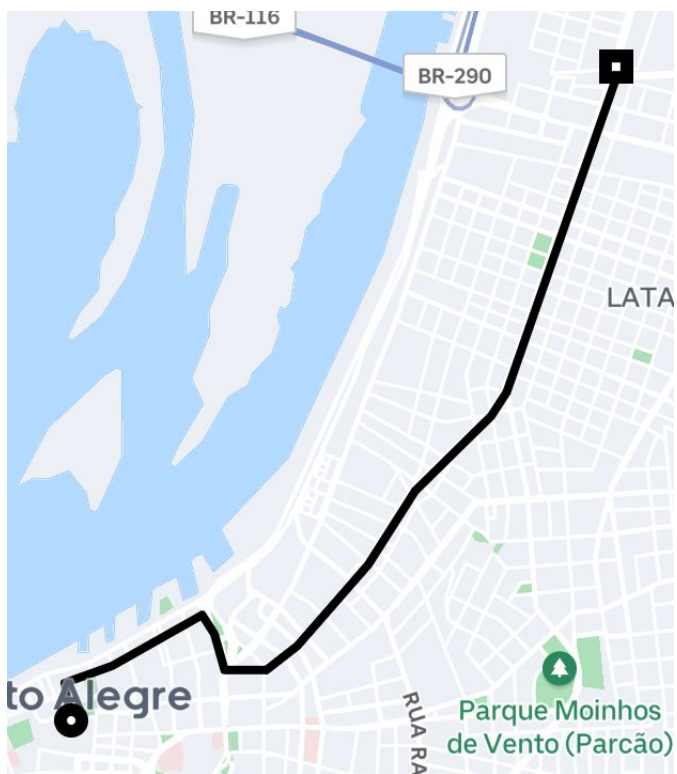 BR-116
BR-290
LATA
to Alegre
Parque Moinhos
de Vento (Parcão)
RUA RA